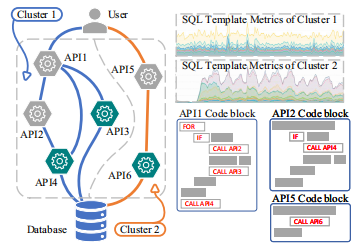 Cluster 1
User
API1
API5
API2
API3
API4
API6
Database
Cluster 2
SQL Template Metrics of Cluster 1
SQL Template Metrics of Cluster 2
API1 Code block
FOR
IF
CALL API2
CALL API3
CALL API4
API2 Code block
IF
CALL API4
API5 Code block
CALL API6